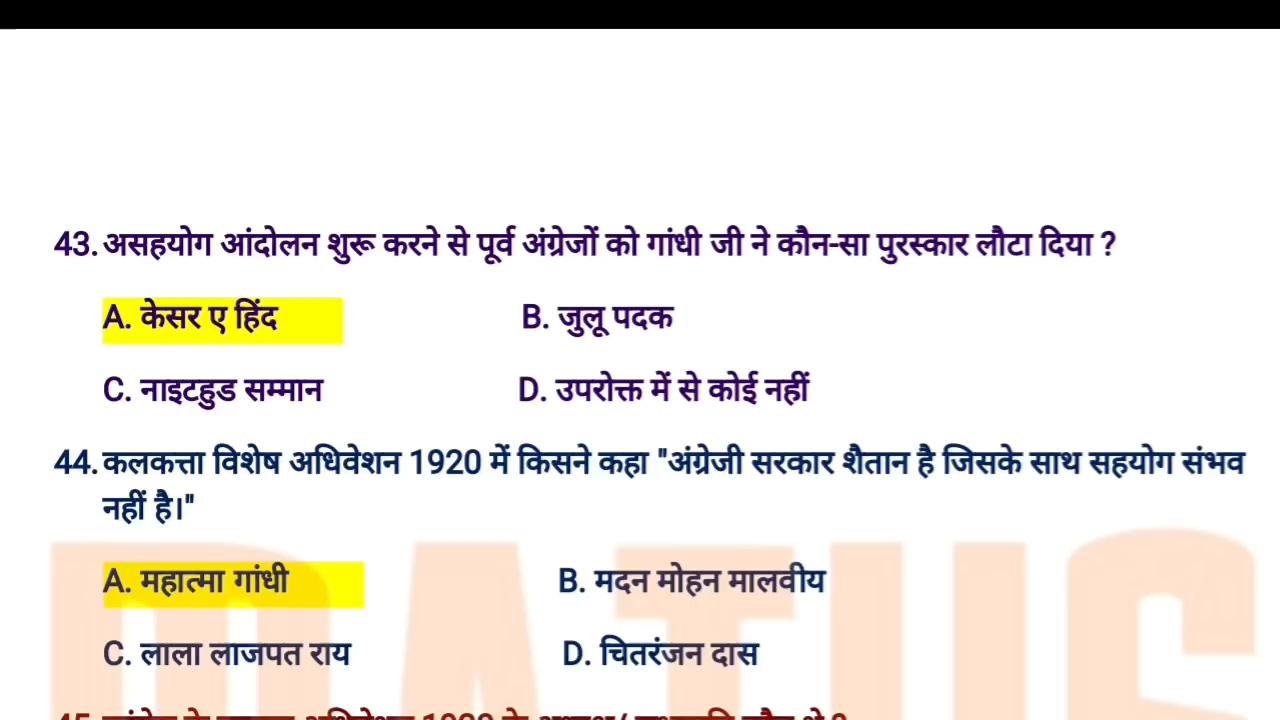 43. असहयोग आंदोलन शुरू करने से पूर्व अंग्रेजों को गांधी जी ने कौन-सा पुरस्कार लौटा दिया ?
A. केसर ए हिंद B. जुलू पदक
C. नाइटहुड सम्मान D. उपरोक्त में से कोई नहीं
44. कलकत्ता विशेष अधिवेशन 1920 में किसने कहा "अंग्रेजी सरकार शैतान है जिसके साथ सहयोग संभव
नहीं है।"
A. महात्मा गांधी B. मदन मोहन मालवीय
C. लाला लाजपत राय D. चितरंजन दास